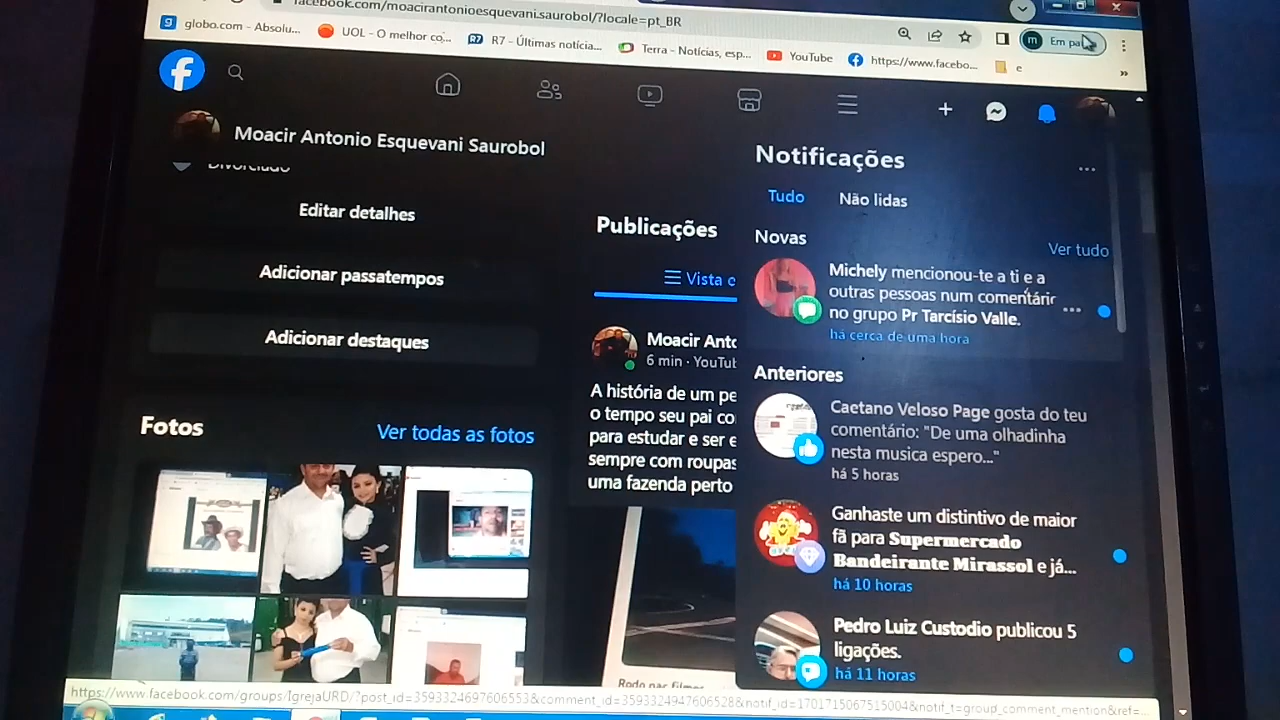 facebook.com/moacirantonioesquevani.saurobol/?locale=pt_BR
globo.com - Absolu...
UOL - O melhor co...
R7 - Últimas notícia...
Terra - Notícias, esp...
YouTube
https://www.facebo...
e
m
Em pa
»
Moacir Antonio Esquevani Saurobol
Divorciado
Editar detalhes
Adicionar passatempos
Adicionar destaques
Fotos
Ver todas as fotos
Publicações
Vista c
Moacir Anto
6 min · YouTub
A história de um pe
o tempo seu pai co
para estudar e ser e
sempre com roupas
uma fazenda perto
Notificações
Tudo
Não lidas
Novas
Ver tudo
Michely mencionou-te a ti e a
outras pessoas num comentário
no grupo Pr Tarcísio Valle.
há cerca de uma hora
Anteriores
Caetano Veloso Page gosta do teu
comentário: "De uma olhadinha
nesta musica espero..."
há 5 horas
Ganhaste um distintivo de maior
fã para Supermercado
Bandeirante Mirassol e já...
há 10 horas
Pedro Luiz Custodio publicou 5
ligações.
há 11 horas
https://www.facebook.com/groups/IgrejaURD/?post_id=3593324697606553&comment_id=3593324947606528&notif_id=1701715067515004&notif_t=group_comment_mention&ref=...